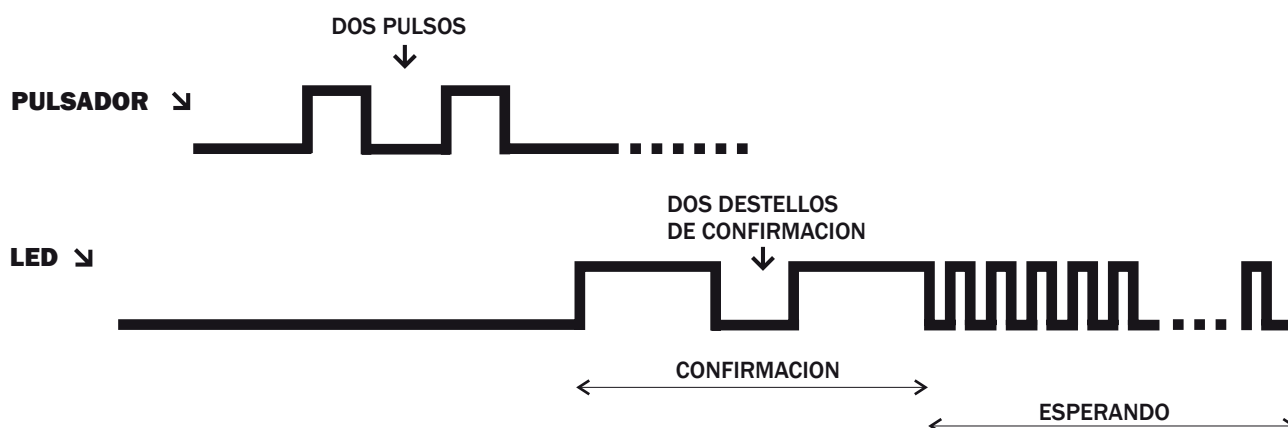 DOS PULSOS
PULSADOR
DOS DESTELLOS
DE CONFIRMACION
LED
CONFIRMACION
ESPERANDO